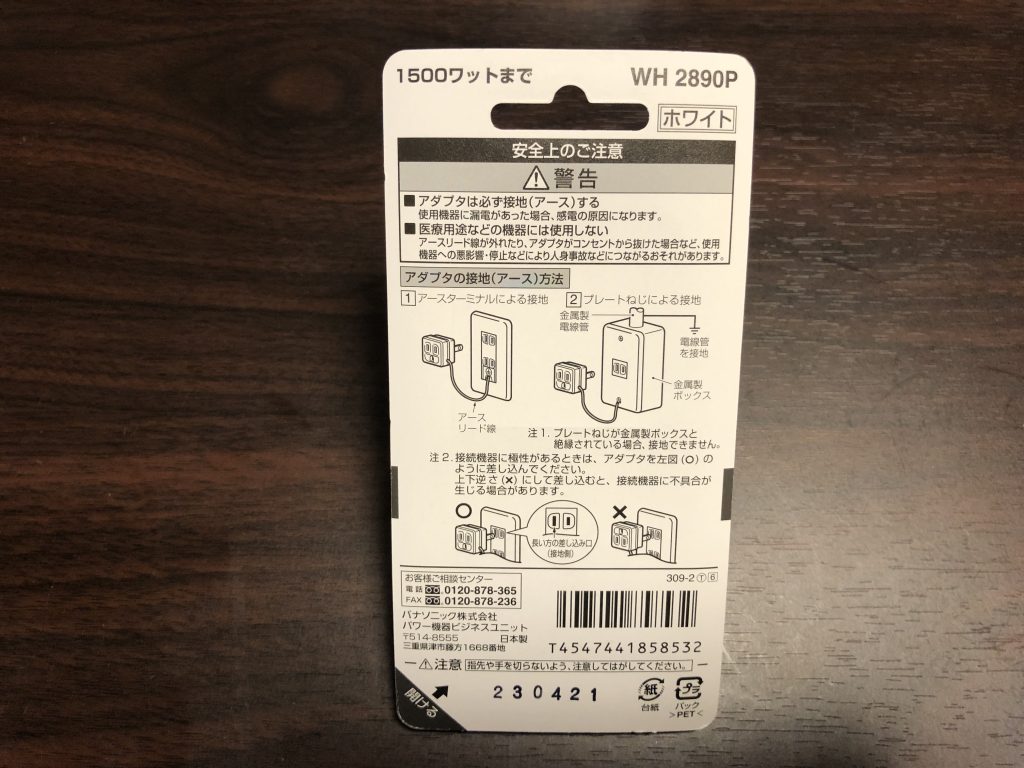 1500ワットまで
WH 2890P
ホワイト
安全上のご注意
警告
■アダプタは必ず接地(アース)する
使用機器に漏電があった場合、感電の原因になります。
■医療用途などの機器には使用しない
アースリード線が外れたり、アダプタがコンセントから抜けた場合など、使用
機器への悪影響・停止などにより人身事故などにつながるおそれがあります。
アダプタの接地(アース)方法
1 アースターミナルによる接地
2 プレートねじによる接地
金属製
電線管
電線管
を接地
金属製
ボックス
アース
リード線
注1. プレートねじが金属製ボックスと
絶縁されている場合、接地できません。
注2. 接続機器に極性があるときは、アダプタを左図(○)の
ように差し込んでください。
上下逆さ(×)にして差し込むと、接続機器に不具合が
生じる場合があります。
○
×
長い方の差し込み口
(接地側)
309-2 Ⓣ 6
お客様ご相談センター
電話 0120-878-365
FAX 0120-878-236
パナソニック株式会社
パワー機器ビジネスユニット
〒514-8555 日本製
三重県津市藤方1668番地
T4547441858532
注意 指先や手を切らないよう、注意してはがしてください。
開ける
230421
紙
台紙
プラ
パック
>PET<